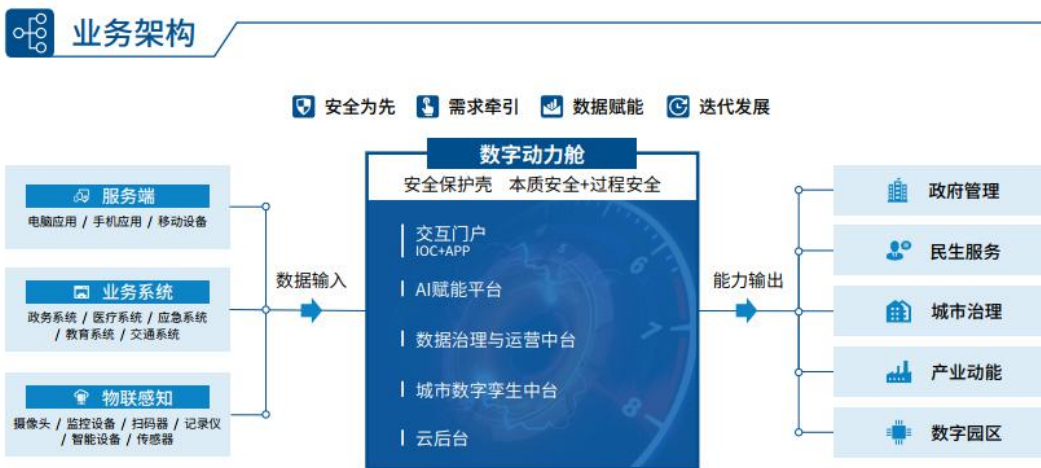 业务架构
安全为先 需求牵引 数据赋能 迭代发展
服务端
电脑应用 / 手机应用 / 移动设备
业务系统
政务系统 / 医疗系统 / 应急系统
/ 教育系统 / 交通系统
物联感知
摄像头 / 监控设备 / 扫码器 / 记录仪
/ 智能设备 / 传感器
数据输入
数字动力舱
安全保护壳 本质安全+过程安全
交互门户
IOC+APP
AI赋能平台
数据治理与运营中台
城市数字孪生中台
云后台
6
7
8
能力输出
政府管理
民生服务
城市治理
产业动能
数字园区